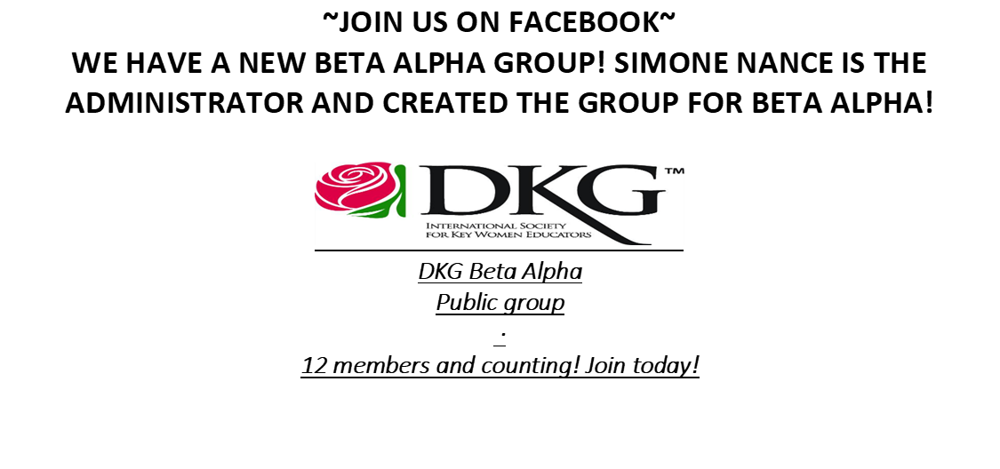 ~JOIN US ON FACEBOOK~
WE HAVE A NEW BETA ALPHA GROUP! SIMONE NANCE IS THE
ADMINISTRATOR AND CREATED THE GROUP FOR BETA ALPHA!
DKG™
INTERNATIONAL SOCIETY
FOR KEY WOMEN EDUCATORS
DKG Beta Alpha
Public group
·
12 members and counting! Join today!